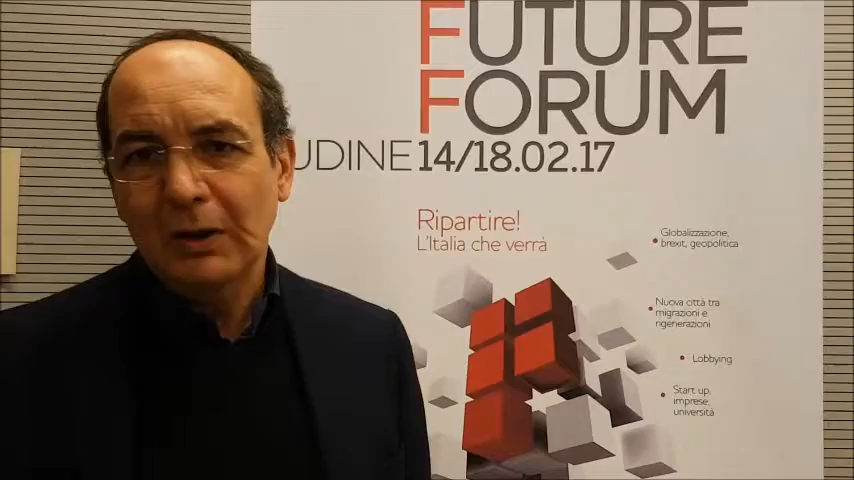 FUTURE
FORUM
UDINE 14/18.02.17
Ripartire!
L'Italia che verrà
Globalizzazione,
brexit, geopolitica
Nuova città tra
migrazioni e
rigenerazioni
Lobbying
Start up,
imprese,
università